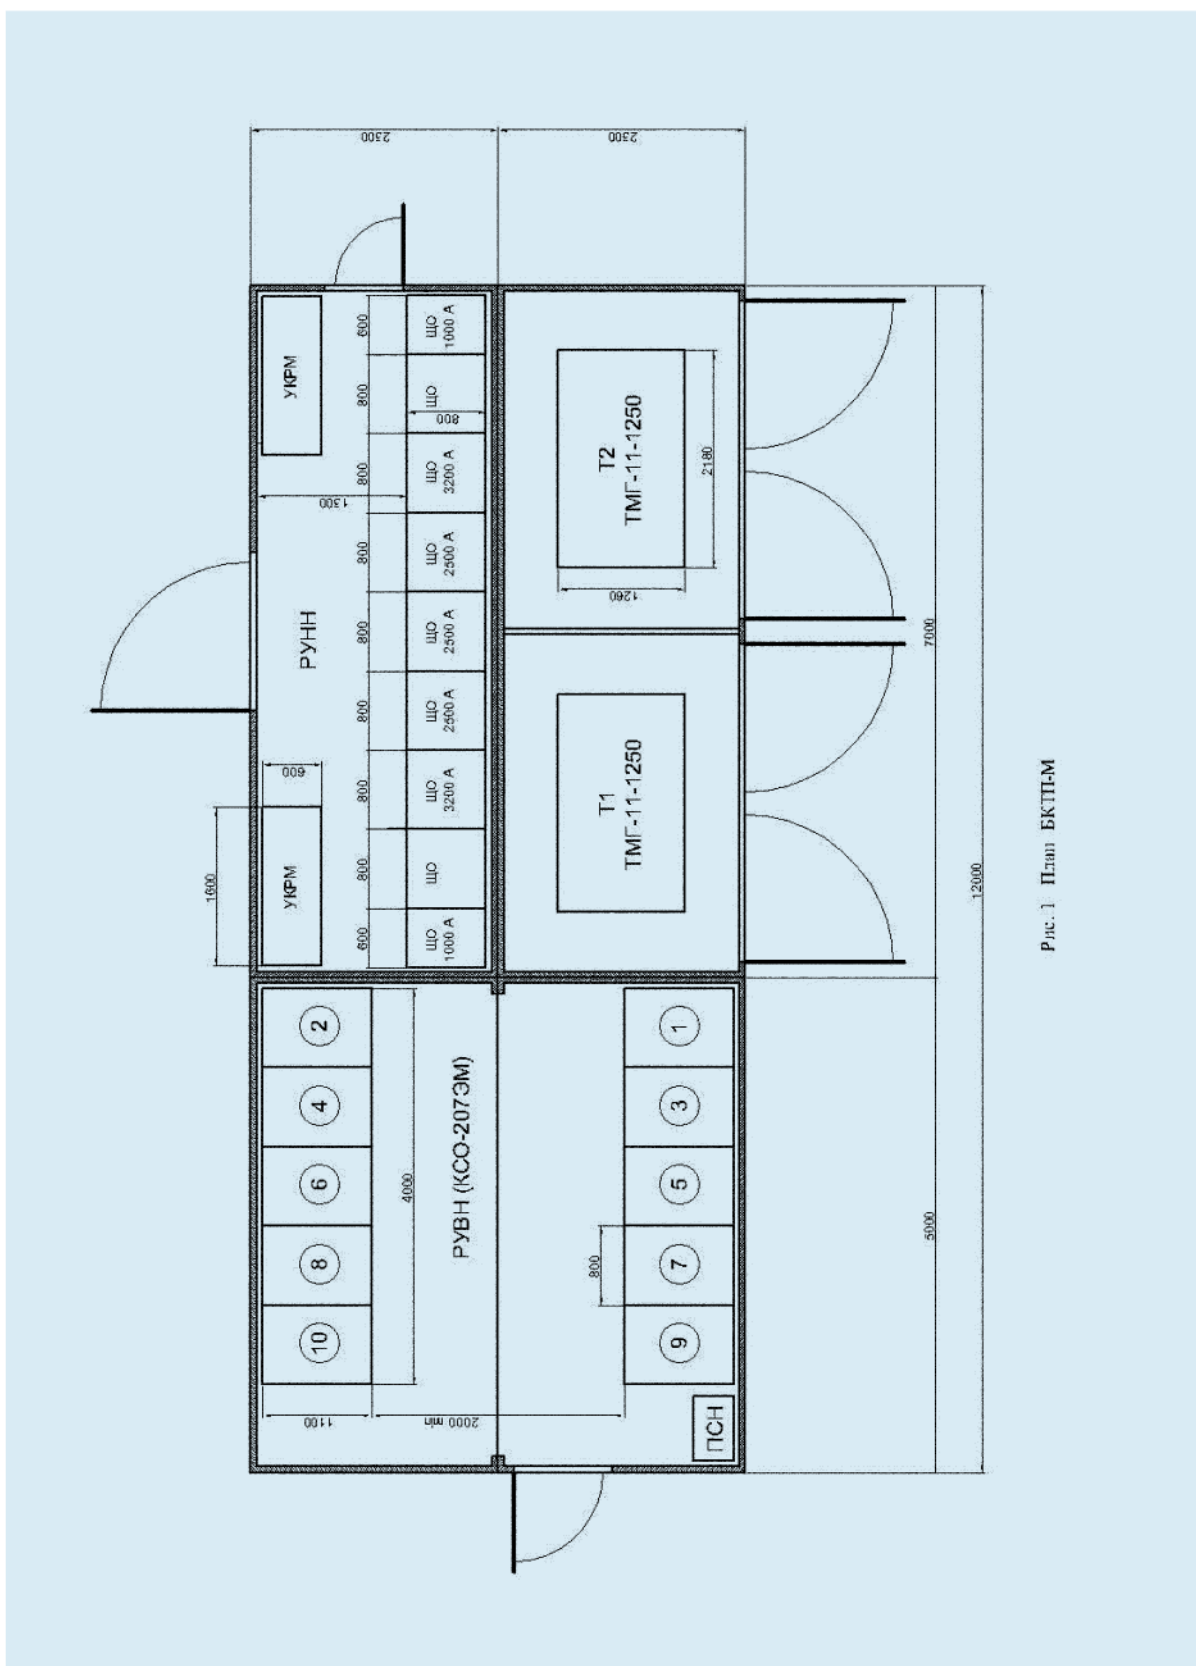 1600
УКРМ
600
УКРМ
РУНН
1300
600
800
800
800
800
800
800
800
600
ЩО
1000 А
ЩО
ЩО
3200 А
ЩО
2500 А
ЩО
2500 А
ЩО
2500 А
ЩО
3200 А
ЩО
800
ЩО
1000 А
2300
2300
10
8
6
4
2
1100
4000
2000 min
РУВН (КСО-207ЭМ)
800
9
7
5
3
1
ПСН
Т1
ТМГ-11-1250
Т2
ТМГ-11-1250
1260
2180
5000
7000
12000
Рис. 1 План БКТП-М